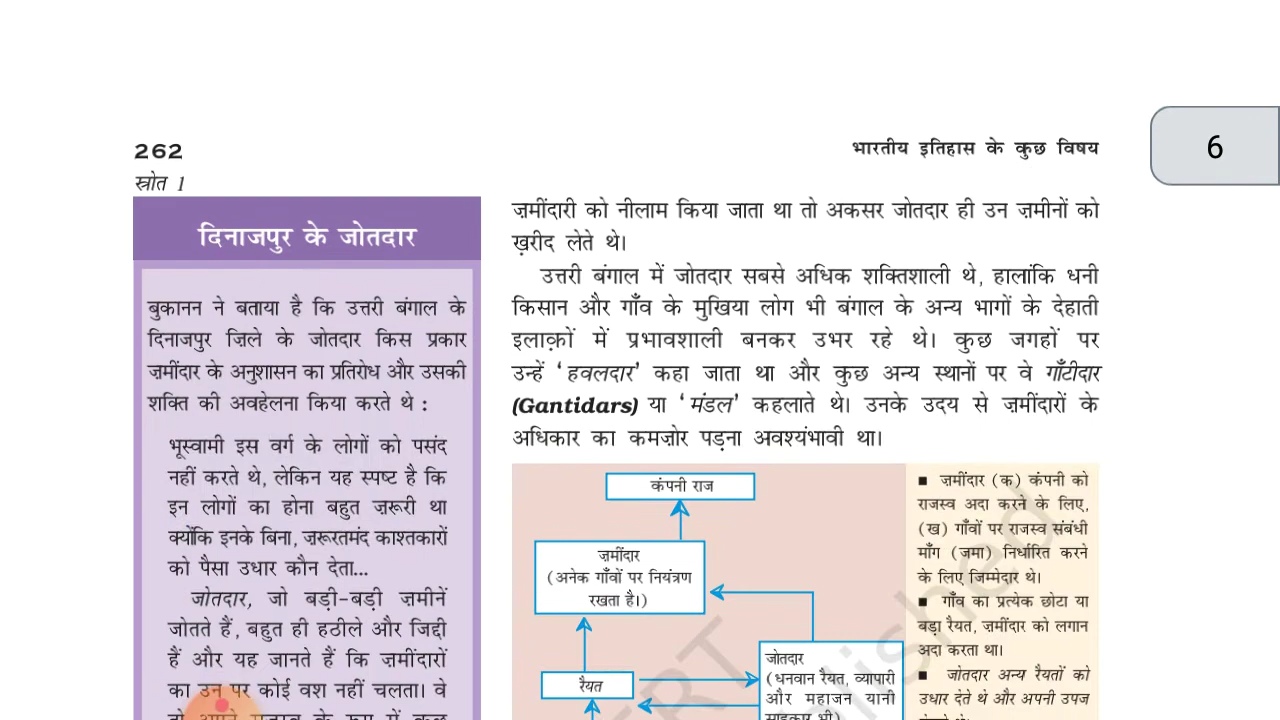 262
भारतीय इतिहास के कुछ विषय
6
स्रोत 1
दिनाजपुर के जोतदार
बुकानन ने बताया है कि उत्तरी बंगाल के
दिनाजपुर ज़िले के जोतदार किस प्रकार
ज़मींदार के अनुशासन का प्रतिरोध और उसकी
शक्ति की अवहेलना किया करते थे :
भूस्वामी इस वर्ग के लोगों को पसंद
नहीं करते थे, लेकिन यह स्पष्ट है कि
इन लोगों का होना बहुत ज़रूरी था
क्योंकि इनके बिना, ज़रूरतमंद काश्तकारों
को पैसा उधार कौन देता...
जोतदार, जो बड़ी-बड़ी ज़मीनें
जोतते हैं, बहुत ही हठीले और जिद्दी
हैं और यह जानते हैं कि ज़मींदारों
का उन पर कोई वश नहीं चलता। वे
ज़मींदारी को नीलाम किया जाता था तो अकसर जोतदार ही उन ज़मीनों को
ख़रीद लेते थे।
उत्तरी बंगाल में जोतदार सबसे अधिक शक्तिशाली थे, हालांकि धनी
किसान और गाँव के मुखिया लोग भी बंगाल के अन्य भागों के देहाती
इलाक़ों में प्रभावशाली बनकर उभर रहे थे। कुछ जगहों पर
उन्हें ‘हवलदार’ कहा जाता था और कुछ अन्य स्थानों पर वे गाँटीदार
(Gantidars) या ‘मंडल’ कहलाते थे। उनके उदय से ज़मींदारों के
अधिकार का कमज़ोर पड़ना अवश्यंभावी था।
कंपनी राज
ज़मींदार
(अनेक गाँवों पर नियंत्रण
रखता है।)
रैयत
जोतदार
(धनवान रैयत, व्यापारी
और महाजन यानी
साहूकार भी)
■ ज़मींदार (क) कंपनी को
राजस्व अदा करने के लिए,
(ख) गाँवों पर राजस्व संबंधी
माँग (जमा) निर्धारित करने
के लिए जिम्मेदार थे।
■ गाँव का प्रत्येक छोटा या
बड़ा रैयत, ज़मींदार को लगान
अदा करता था।
■ जोतदार अन्य रैयतों को
उधार देते थे और अपनी उपज